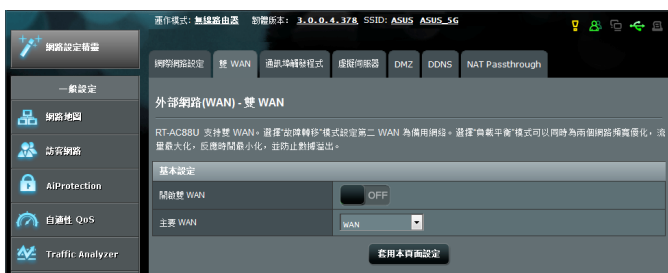 運作模式: 無線路由器 韌體版本: 3.0.0.4.378 SSID: ASUS ASUS_5G
網路設定精靈
網際網路設定 雙 WAN 通訊埠觸發程式 虛擬伺服器 DMZ DDNS NAT Passthrough
一般設定
外部網路(WAN) - 雙 WAN
網路地圖
RT-AC88U 支持雙 WAN。選擇"故障轉移"模式設定第二 WAN 為備用網絡。選擇"負載平衡"模式可以同時為兩個網路頻寬優化，流
量最大化，反應時間最小化，並防止數據溢出。
訪客網路
基本設定
AiProtection
開啟雙 WAN OFF
自適性 QoS
主要 WAN WAN
Traffic Analyzer
套用本頁面設定